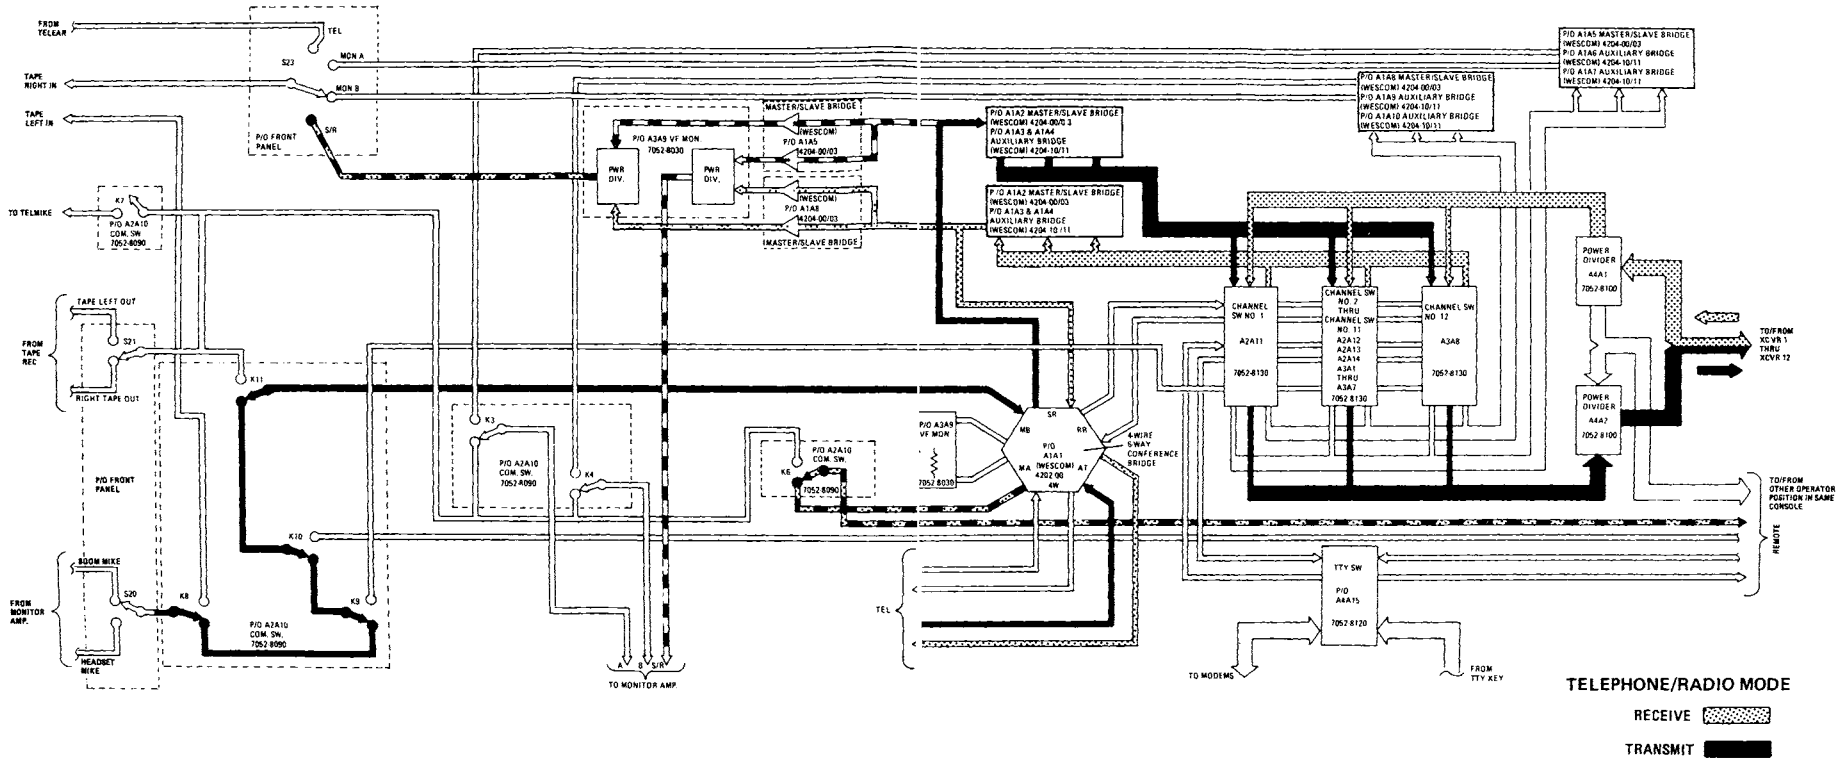 FROM
TELEAR
TEL
MON A
S23
TAPE
RIGHT IN
MON B
TAPE
LEFT IN
S/R
P/O FRONT
PANEL
P/O A3A9 VF MON.
7052-8030
PWR
DIV.
PWR
DIV.
MASTER/SLAVE BRIDGE
(WESCOM)
P/O A1A5
4204-00/03
(WESCOM)
P/O A1A8
4204-00/03
MASTER/SLAVE BRIDGE
P/O A1A2 MASTER/SLAVE BRIDGE
(WESCOM) 4204-00/03
P/O A1A3 & A1A4
AUXILIARY BRIDGE
(WESCOM) 4204-10/11
P/O A1A2 MASTER/SLAVE BRIDGE
(WESCOM) 4204-00/03
P/O A1A3 & A1A4
AUXILIARY BRIDGE
(WESCOM) 4204-10/11
P/O A1A8 MASTER/SLAVE BRIDGE
(WESCOM) 4204-00/03
P/O A1A9 AUXILIARY BRIDGE
(WESCOM) 4204-10/11
P/O A1A10 AUXILIARY BRIDGE
(WESCOM) 4204-10/11
P/O A1A5 MASTER/SLAVE BRIDGE
(WESCOM) 4204-00/03
P/O A1A6 AUXILIARY BRIDGE
(WESCOM) 4204-10/11
P/O A1A7 AUXILIARY BRIDGE
(WESCOM) 4204-10/11
TO TELMIKE
K7
P/O A2A10
COM. SW.
7052-8090
FROM
TAPE
REC
TAPE LEFT OUT
S21
RIGHT TAPE OUT
K11
P/O FRONT
PANEL
K10
FROM
MONITOR
AMP.
BOOM MIKE
S20
HEADSET
MIKE
K8
K9
P/O A2A10
COM. SW.
7052-8090
K3
P/O A2A10
COM. SW.
7052-8090
K4
A
B
S/R
TO MONITOR AMP.
K6
P/O A2A10
COM. SW.
7052-8090
P/O A3A9
VF MON
7052-8030
SR
MB
RR
P/O
A1A1
(WESCOM)
4202-00
4W
MA
AT
4-WIRE
6-WAY
CONFERENCE
BRIDGE
TEL
CHANNEL
SW NO. 1
A2A11
7052-8130
CHANNEL SW
NO. 2
THRU
CHANNEL SW
NO. 11
A2A12
A2A13
A2A14
A3A1
THRU
A3A7
7052-8130
CHANNEL SW
NO. 12
A3A8
7052-8130
POWER
DIVIDER
A4A1
7052-8100
POWER
DIVIDER
A4A2
7052-8100
TO/FROM
XCVR 1
THRU
XCVR 12
TO/FROM
OTHER OPERATOR
POSITION IN SAME
CONSOLE
REMOTE
TTY SW
P/O
A4A15
7052-8120
TO MODEMS
FROM
TTY KEY
TELEPHONE/RADIO MODE
RECEIVE
TRANSMIT